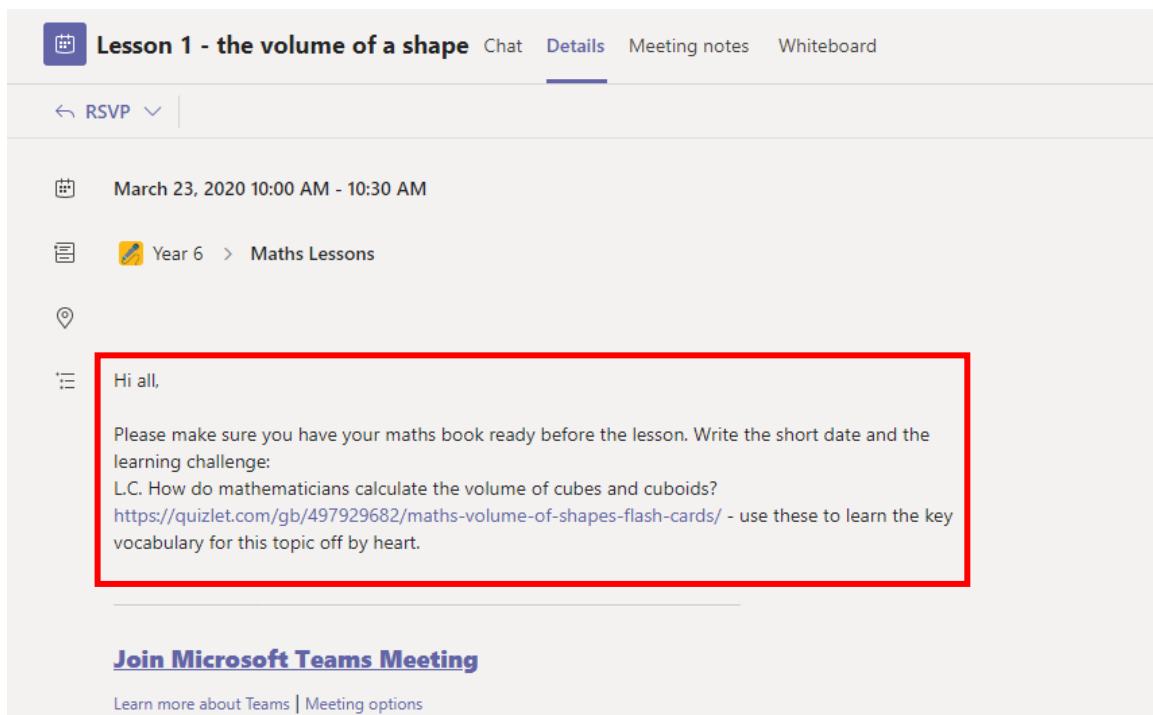 Lesson 1 - the volume of a shape Chat Details Meeting notes Whiteboard
RSVP
March 23, 2020 10:00 AM - 10:30 AM
Year 6 > Maths Lessons
Hi all,
Please make sure you have your maths book ready before the lesson. Write the short date and the
learning challenge:
L.C. How do mathematicians calculate the volume of cubes and cuboids?
https://quizlet.com/gb/497929682/maths-volume-of-shapes-flash-cards/ - use these to learn the key
vocabulary for this topic off by heart.
Join Microsoft Teams Meeting
Learn more about Teams | Meeting options